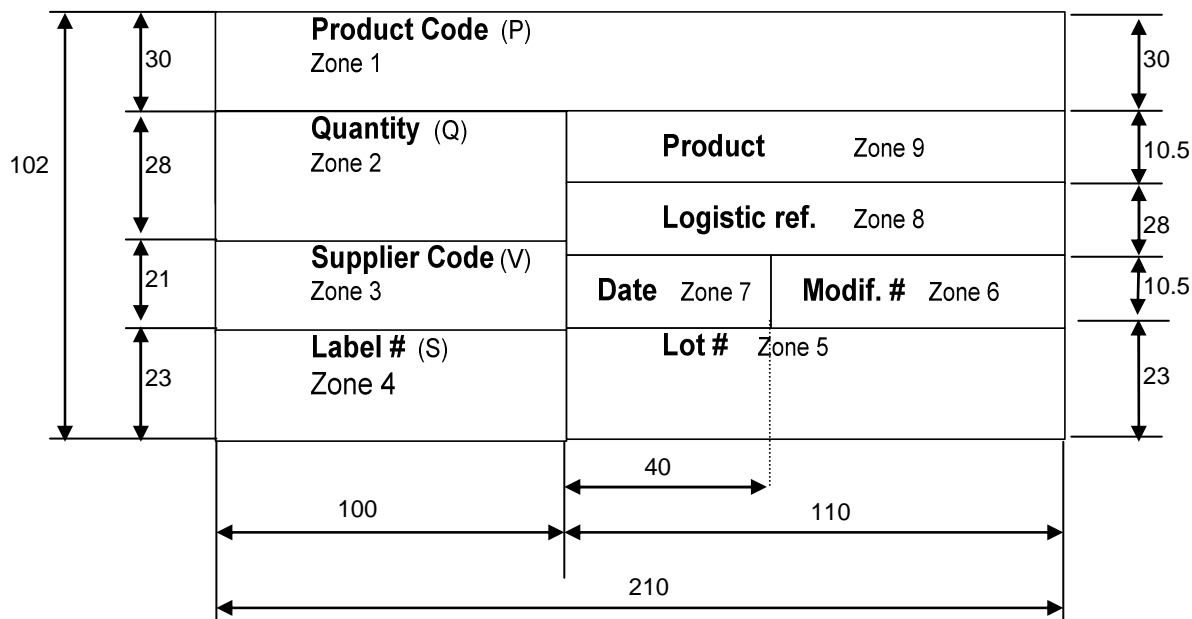 Product Code (P)
Zone 1
30
30
Quantity (Q)
Zone 2
Product Zone 9
10.5
102
28
Logistic ref. Zone 8
28
Supplier Code (V)
Zone 3
21
Date Zone 7
Modif. # Zone 6
10.5
Label # (S)
Zone 4
Lot # Zone 5
23
23
40
100
110
210